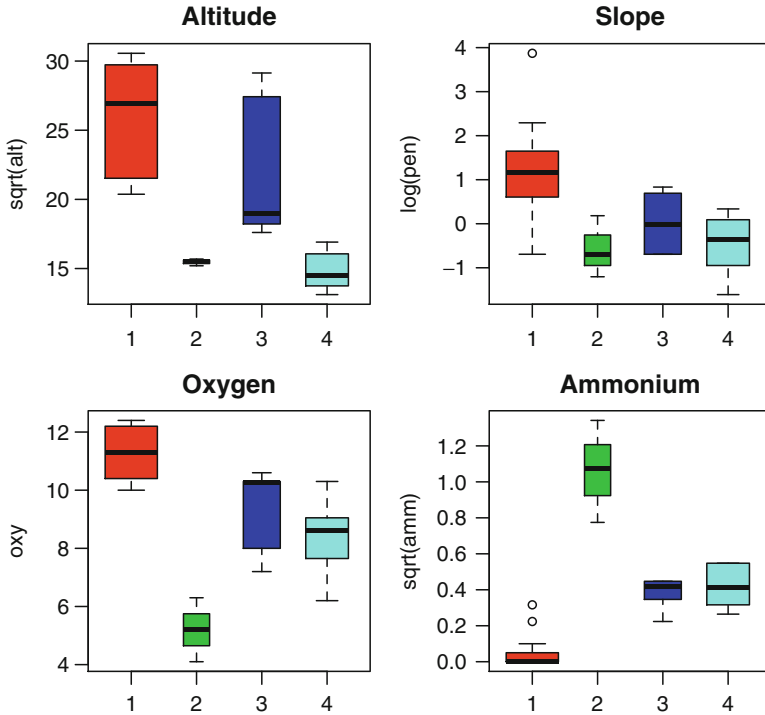 Altitude
sqrt(alt)
30
25
20
15
1 2 3 4
Slope
log(pen)
4
3
2
1
0
−1
1 2 3 4
Oxygen
oxy
12
10
8
6
4
1 2 3 4
Ammonium
sqrt(amm)
1.2
1.0
0.8
0.6
0.4
0.2
0.0
1 2 3 4